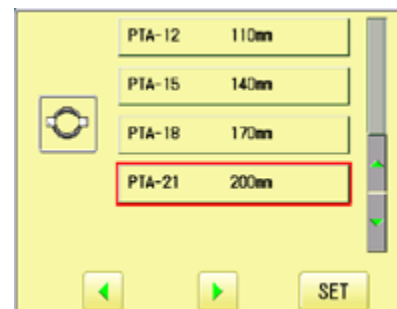 PTA-12 110mm
PTA-15 140mm
PTA-18 170mm
PTA-21 200mm
SET